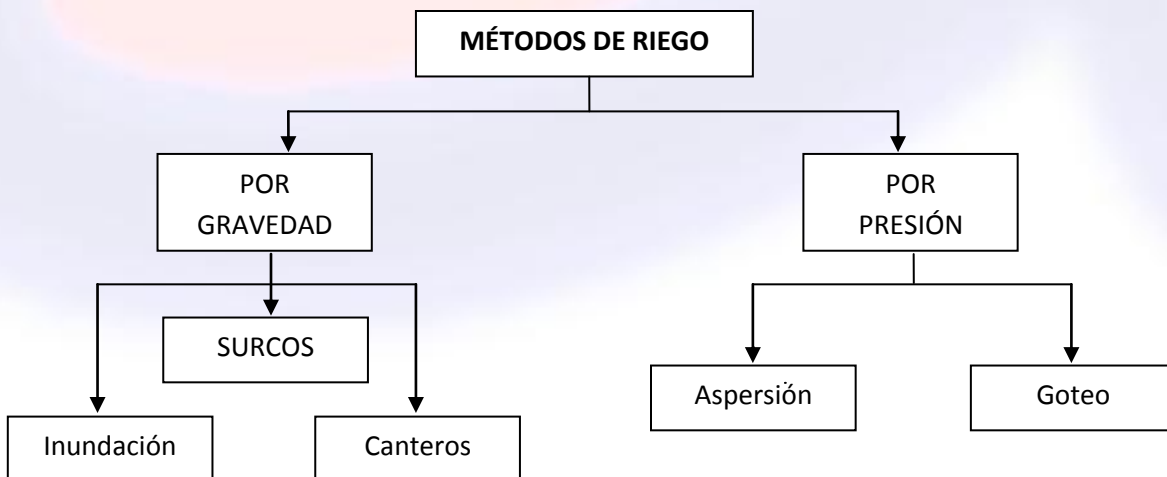 MÉTODOS DE RIEGO
POR
GRAVEDAD
POR
PRESIÓN
SURCOS
Aspersión
Goteo
Inundación
Canteros